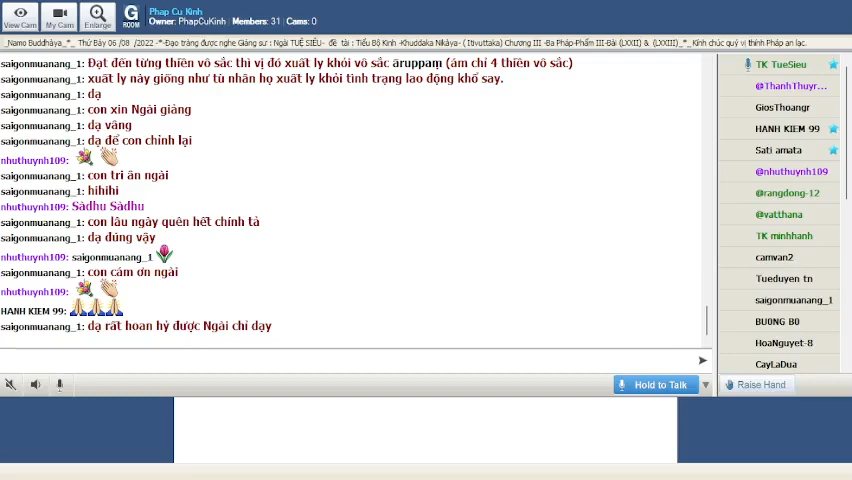 View Cam
My Cam
Enlarge
G
ROOM
Phap Cu Kinh
Owner: PhapCuKinh | Members: 31 | Cams: 0
_Namo Buddhàya_*_ Thứ Bảy 06 /08 /2022 -*-Đạo tràng được nghe Giảng sư : Ngài TUỆ SIÊU- đề tài : Tiểu Bộ Kinh -Khuddaka Nikàya- ( Itivuttaka) Chương III -Ba Pháp-Phẩm III-Bài (LXXII) & (LXXIII)_*_Kính chúc quý vị thính Pháp an lạc.
saigonmuanang_1: Đạt đến từng thiền vô sắc thì vị đó xuất ly khỏi vô sắc āruppaṃ (ám chỉ 4 thiền vô sắc)
saigonmuanang_1: xuất ly này giống như tù nhân họ xuất ly khỏi tình trạng lao động khổ say.
saigonmuanang_1: dạ
saigonmuanang_1: con xin Ngài giảng
saigonmuanang_1: dạ vâng
saigonmuanang_1: dạ để con chỉnh lại
nhuthuynh109:
saigonmuanang_1: con tri ân ngài
saigonmuanang_1: hihihi
nhuthuynh109: Sàdhu Sàdhu
saigonmuanang_1: con lâu ngày quên hết chính tả
saigonmuanang_1: dạ đúng vậy
nhuthuynh109: saigonmuanang_1
saigonmuanang_1: con cám ơn ngài
nhuthuynh109:
HANH KIEM 99:
saigonmuanang_1: dạ rất hoan hỷ được Ngài chỉ dạy
TK TueSieu
@ThanhThuyr...
GiosThoangr
HANH KIEM 99
Sati amata
@nhuthuynh109
@rangdong-12
@vatthana
TK minhhanh
camvan2
Tueduyen tn
saigonmuanang_1
BU0NG B0
HoaNguyet-8
CayLaDua
Hold to Talk
Raise Hand